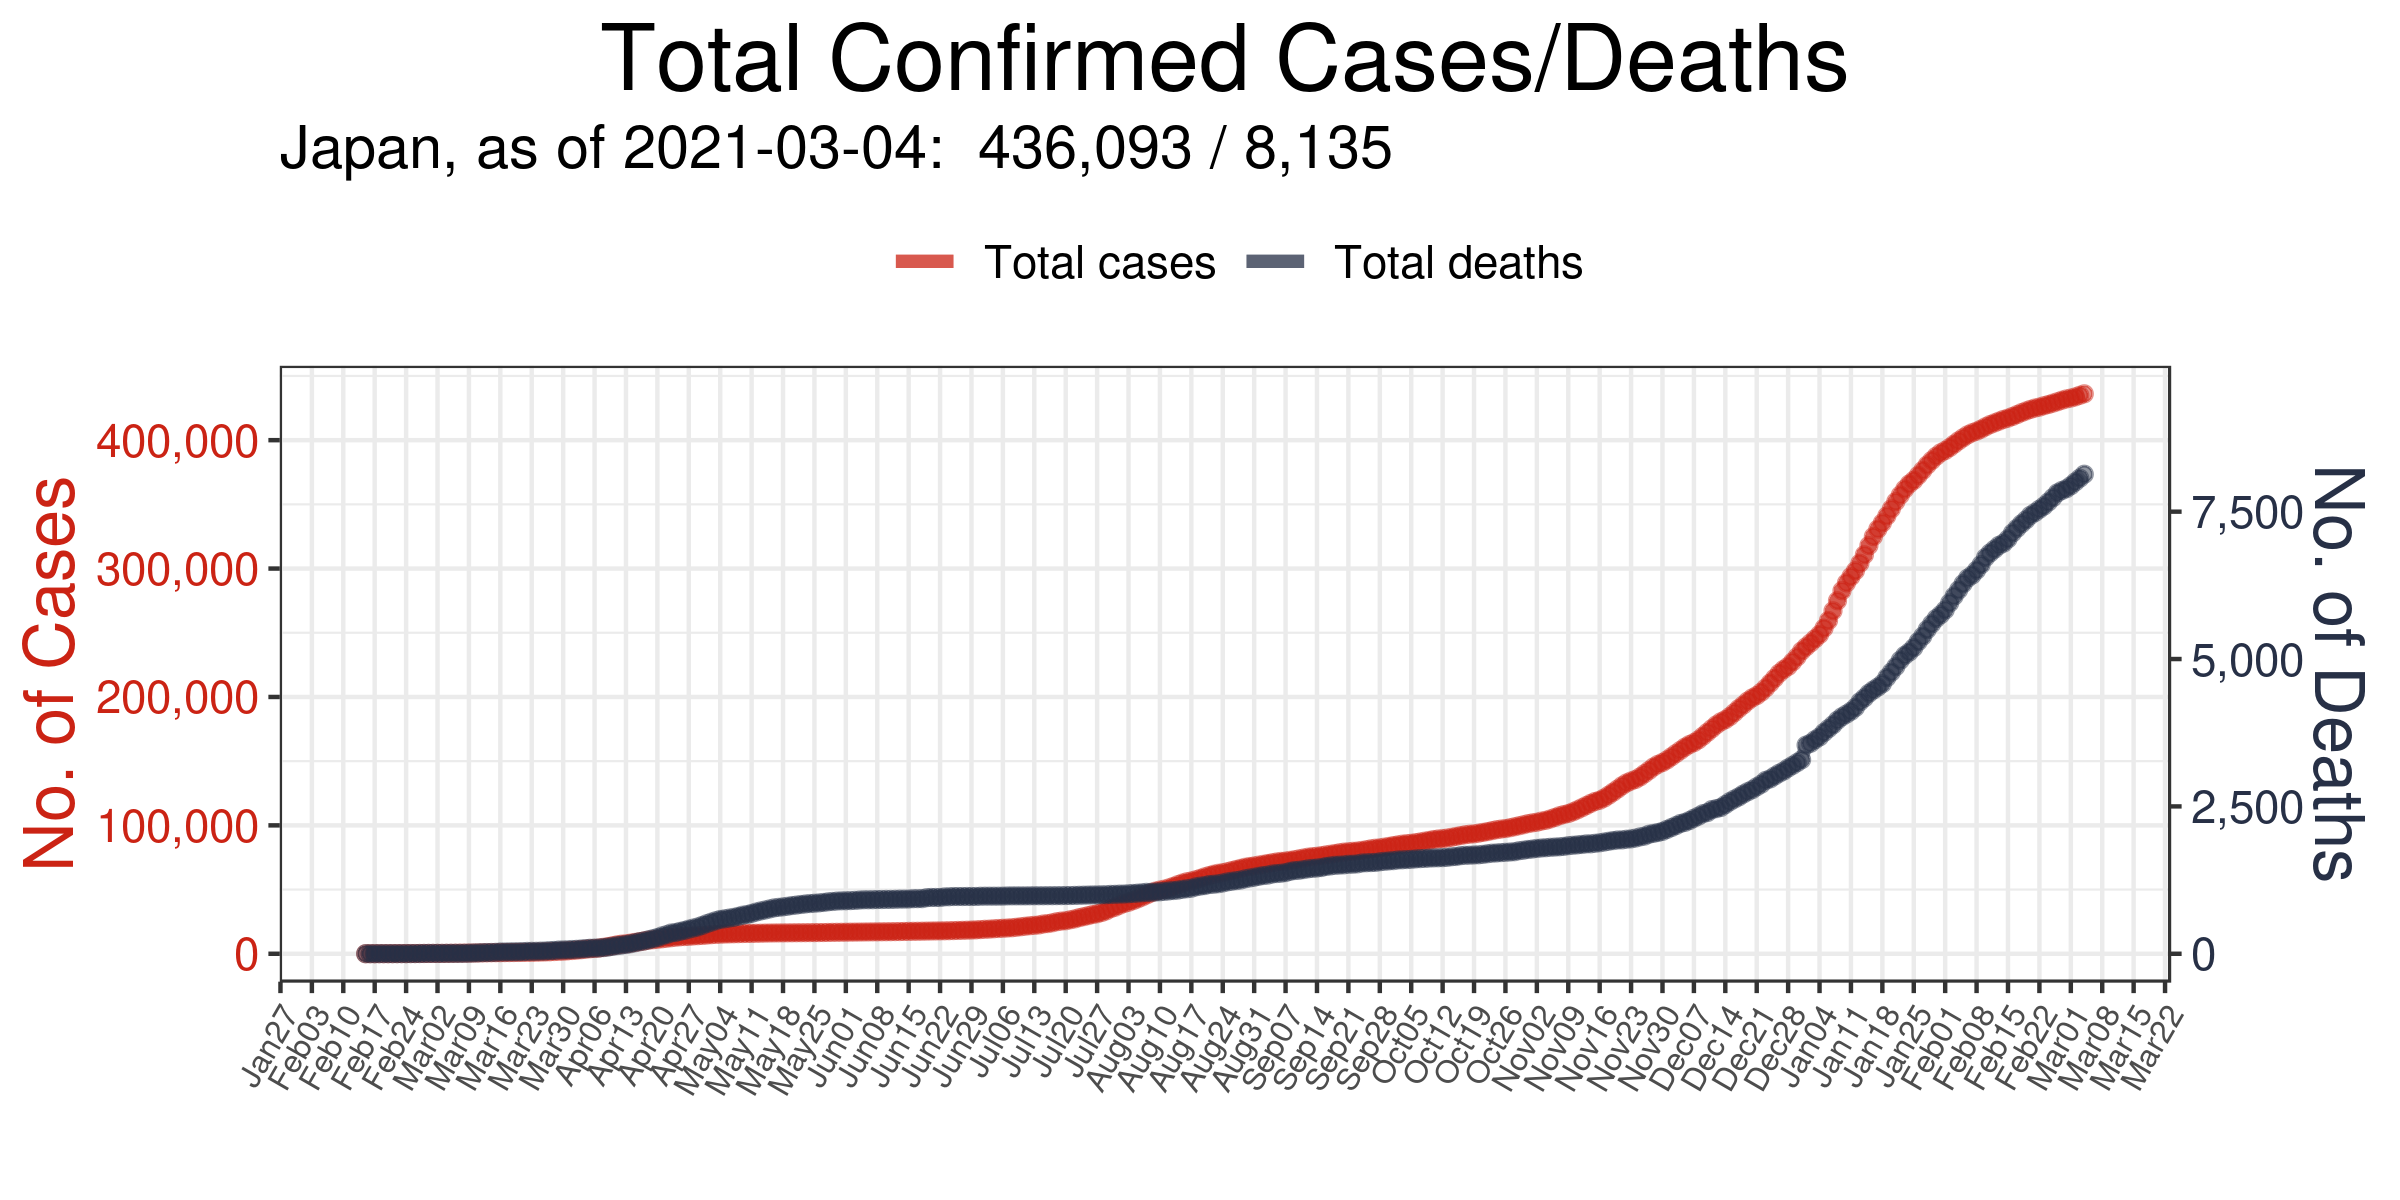 Total Confirmed Cases/Deaths
Japan, as of 2021-03-04:  436,093 / 8,135
Total cases
Total deaths
No. of Cases
400,000
300,000
200,000
100,000
0
No. of Deaths
7,500
5,000
2,500
0
Jan27
Feb03
Feb10
Feb17
Feb24
Mar02
Mar09
Mar16
Mar23
Mar30
Apr06
Apr13
Apr20
Apr27
May04
May11
May18
May25
Jun01
Jun08
Jun15
Jun22
Jun29
Jul06
Jul13
Jul20
Jul27
Aug03
Aug10
Aug17
Aug24
Aug31
Sep07
Sep14
Sep21
Sep28
Oct05
Oct12
Oct19
Oct26
Nov02
Nov09
Nov16
Nov23
Nov30
Dec07
Dec14
Dec21
Dec28
Jan04
Jan11
Jan18
Jan25
Feb01
Feb08
Feb15
Feb22
Mar01
Mar08
Mar15
Mar22